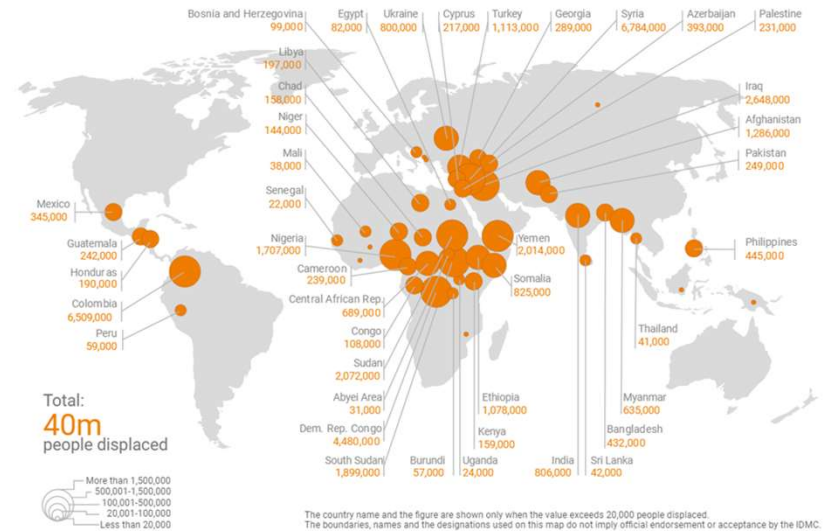 Bosnia and Herzegovina
99,000
Egypt
82,000
Ukraine
800,000
Cyprus
217,000
Turkey
1,113,000
Georgia
289,000
Syria
6,784,000
Azerbaijan
393,000
Palestine
231,000
Libya
197,000
Chad
158,000
Niger
144,000
Mali
38,000
Senegal
22,000
Nigeria
1,707,000
Cameroon
239,000
Central African Rep.
689,000
Congo
108,000
Sudan
2,072,000
Abyei Area
31,000
Dem. Rep. Congo
4,480,000
South Sudan
1,899,000
Iraq
2,648,000
Afghanistan
1,286,000
Pakistan
249,000
Mexico
345,000
Guatemala
242,000
Honduras
190,000
Colombia
6,509,000
Peru
59,000
Yemen
2,014,000
Somalia
825,000
Philippines
445,000
Thailand
41,000
Myanmar
635,000
Bangladesh
432,000
Ethiopia
1,078,000
Kenya
159,000
Burundi
57,000
Uganda
24,000
India
806,000
Sri Lanka
42,000
Total:
40m
people displaced
More than 1,500,000
500,001-1,500,000
100,001-500,000
20,001-100,000
Less than 20,000
The country name and the figure are shown only when the value exceeds 20,000 people displaced.
The boundaries, names and the designations used on this map do not imply official endorsement or acceptance by the IDMC.